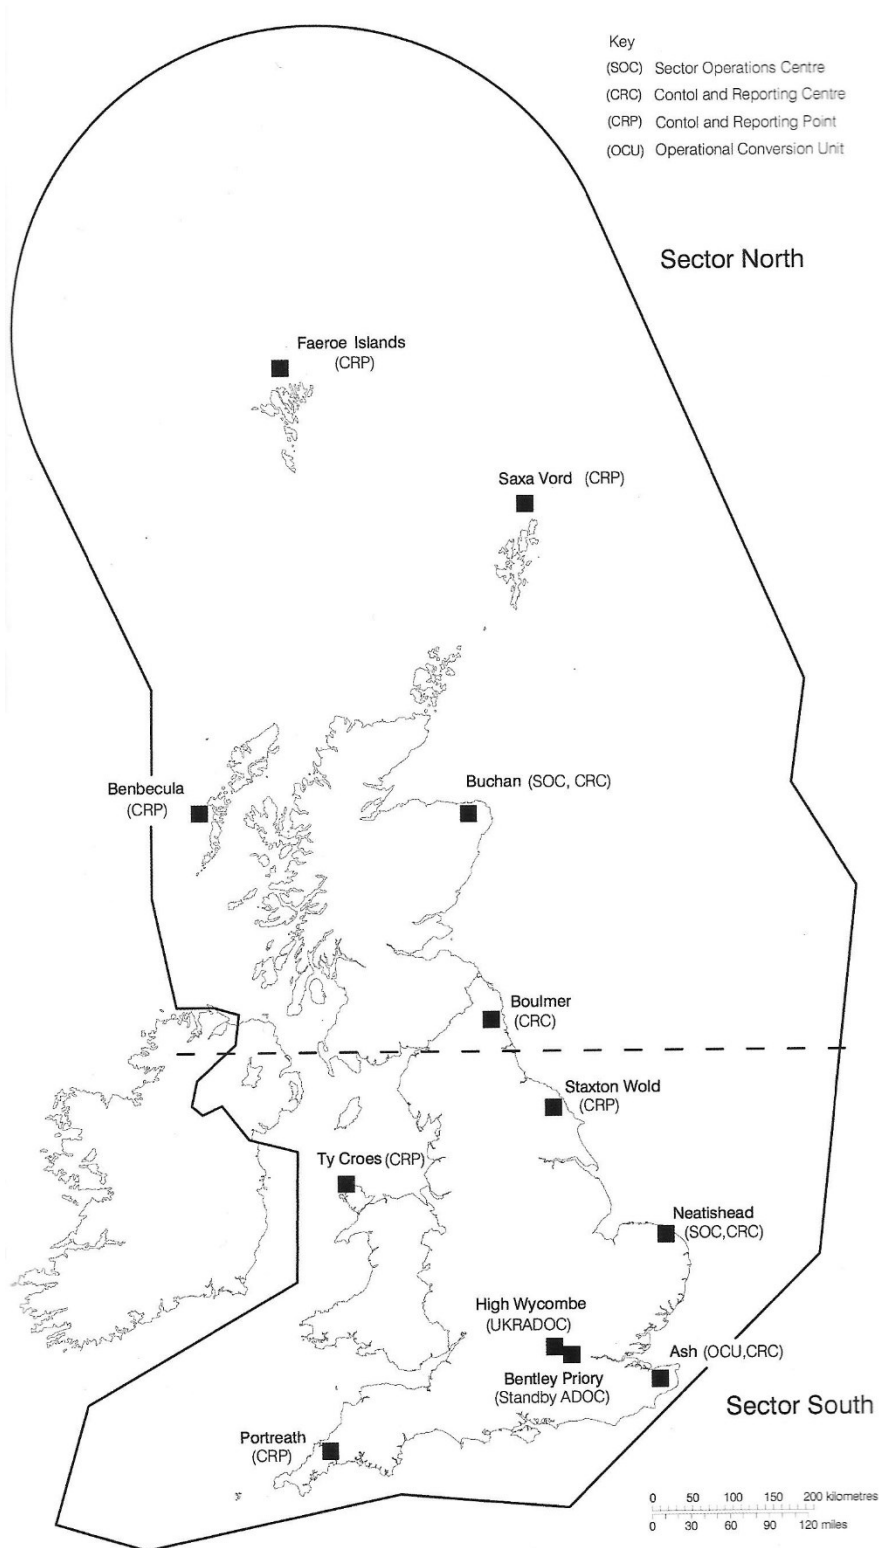 Key
(SOC) Sector Operations Centre
(CRC) Contol and Reporting Centre
(CRP) Contol and Reporting Point
(OCU) Operational Conversion Unit
Sector North
Faeroe Islands
(CRP)
Saxa Vord (CRP)
Benbecula
(CRP)
Buchan (SOC, CRC)
Boulmer
(CRC)
Staxton Wold
(CRP)
Ty Croes (CRP)
Neatishead
(SOC,CRC)
High Wycombe
(UKRADOC)
Ash (OCU,CRC)
Bentley Priory
(Standby ADOC)
Sector South
Portreath
(CRP)
0 50 100 150 200 kilometres
0 30 60 90 120 miles